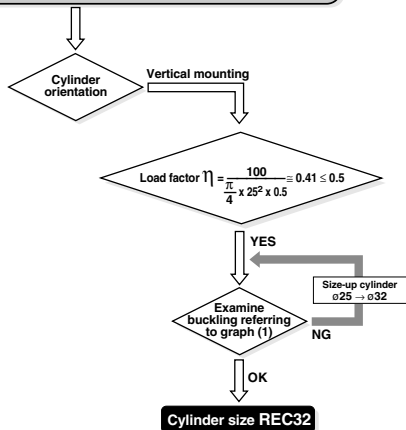 Cylinder
orientation
Vertical mounting
Load factor η = 100 / (π/4 x 25² x 0.5) ≅ 0.41 ≤ 0.5
YES
Size-up cylinder
ø25 → ø32
Examine
buckling referring
to graph (1)
NG
OK
Cylinder size REC32